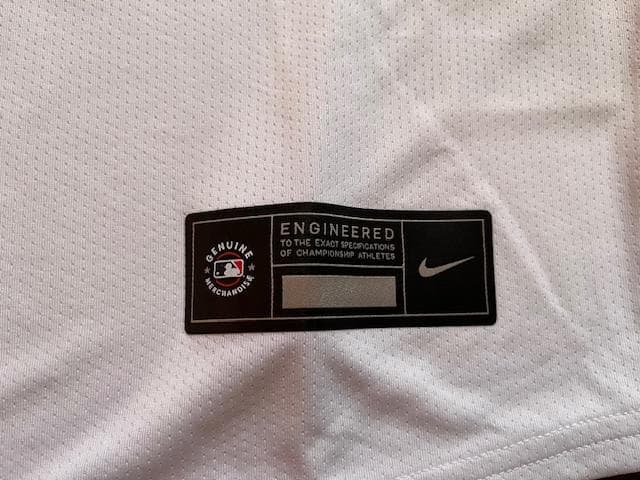 GENUINE
MERCHANDISE
ENGINEERED
TO THE EXACT SPECIFICATIONS
OF CHAMPIONSHIP ATHLETES